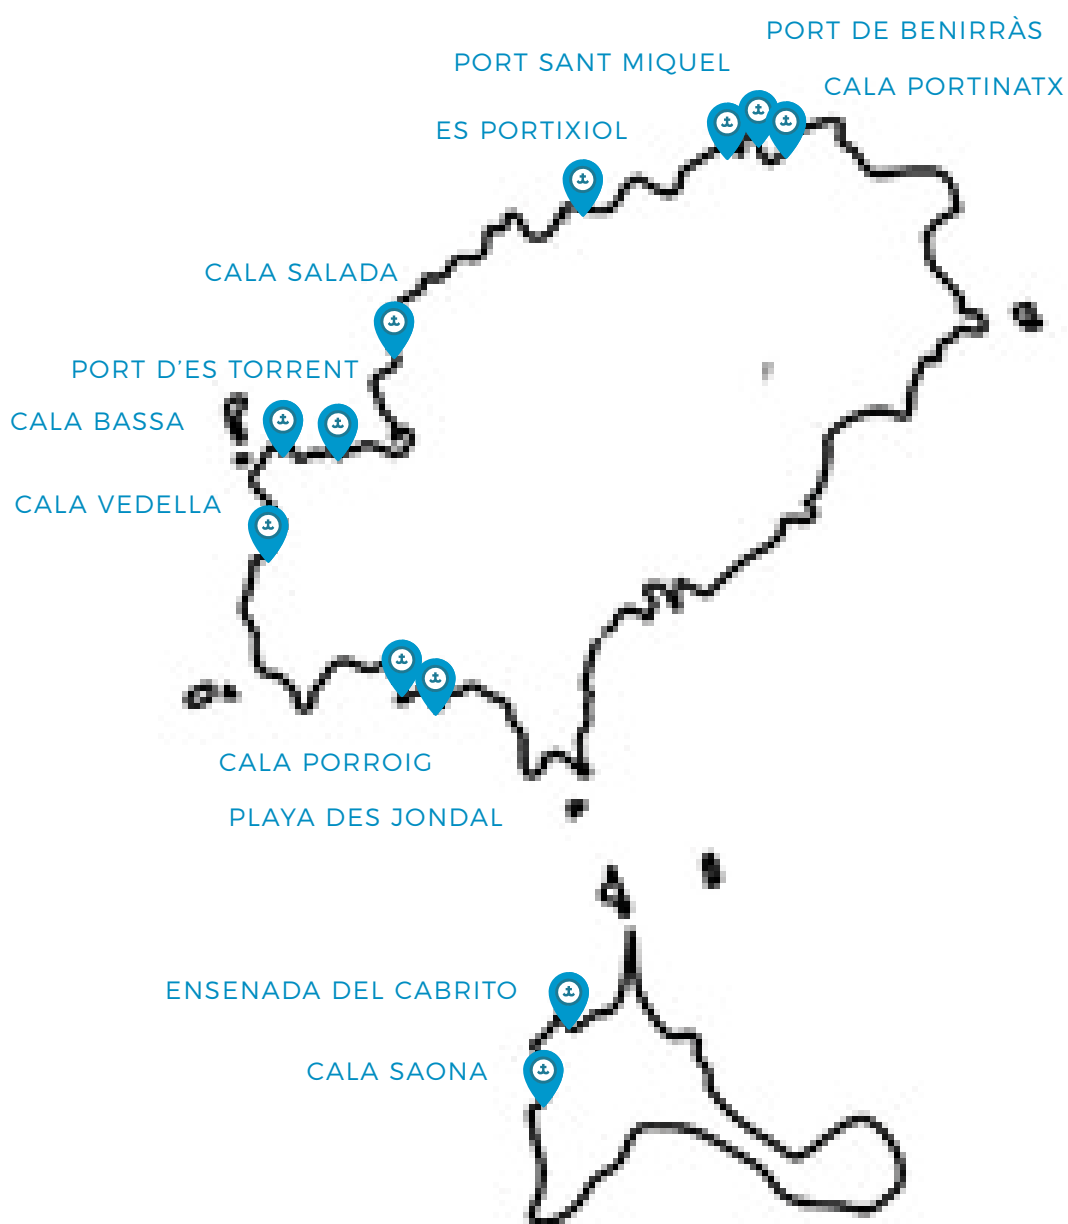 PORT DE BENIRRÀS
PORT SANT MIQUEL
CALA PORTINATX
ES PORTIXIOL
CALA SALADA
PORT D'ES TORRENT
CALA BASSA
CALA VEDELLA
CALA PORROIG
PLAYA DES JONDAL
ENSENADA DEL CABRITO
CALA SAONA